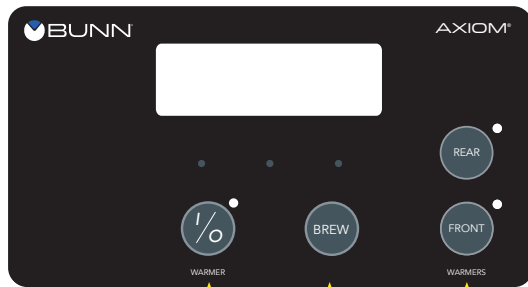 BUNN
AXIOM®
REAR
I/O
BREW
FRONT
WARMER
WARMERS